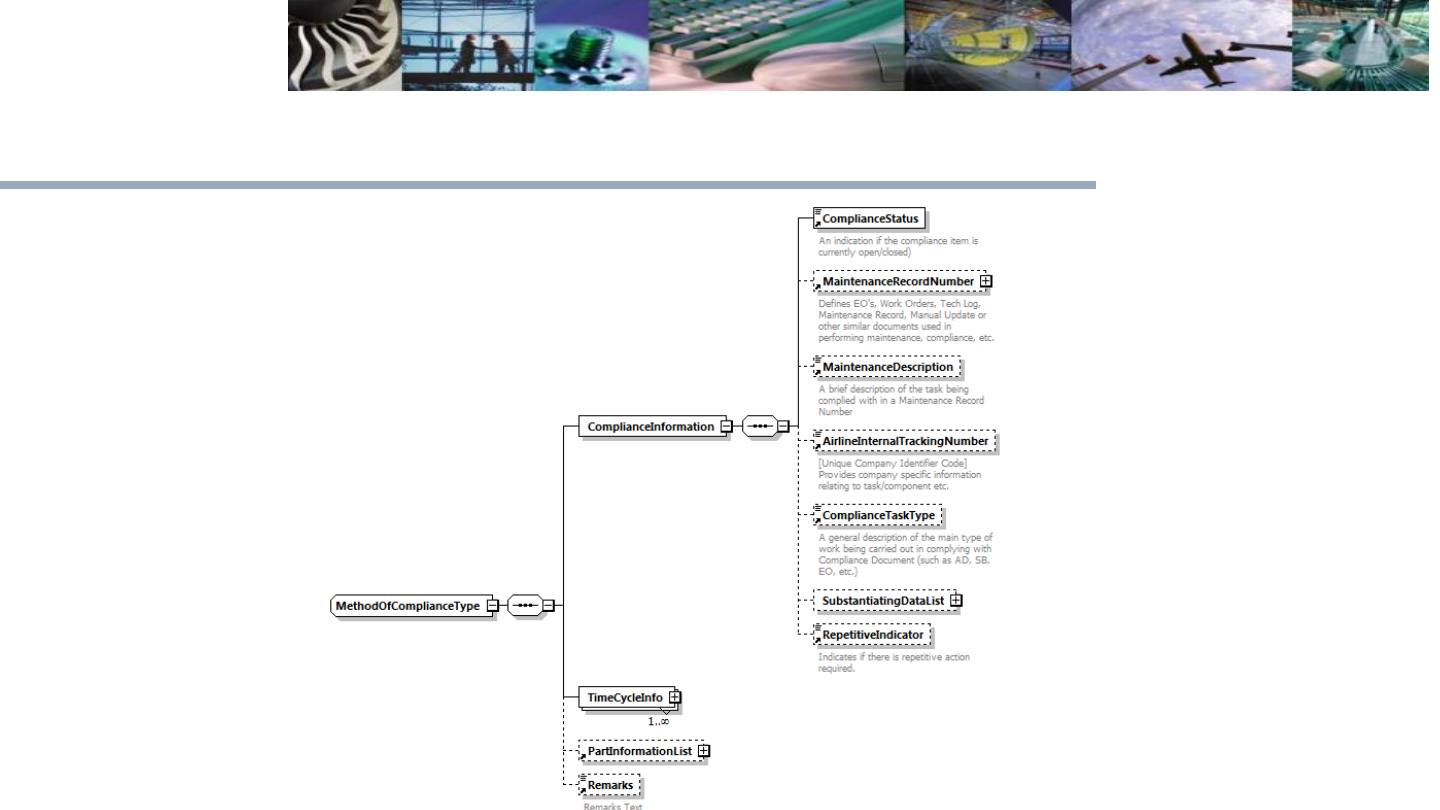 ComplianceStatus
An indication if the compliance item is
currently open/closed)
MaintenanceRecordNumber
Defines EO's, Work Orders, Tech Log,
Maintenance Record, Manual Update or
other similar documents used in
performing maintenance, compliance, etc.
MaintenanceDescription
A brief description of the task being
complied with in a Maintenance Record
Number
ComplianceInformation
AirlineInternalTrackingNumber
[Unique Company Identifier Code]
Provides company specific information
relating to task/component etc.
ComplianceTaskType
A general description of the main type of
work being carried out in complying with
Compliance Document (such as AD, SB,
EO, etc.)
MethodOfComplianceType
SubstantiatingDataList
RepetitiveIndicator
Indicates if there is repetitive action
required.
TimeCycleInfo
1..∞
PartInformationList
Remarks
Remarks Text